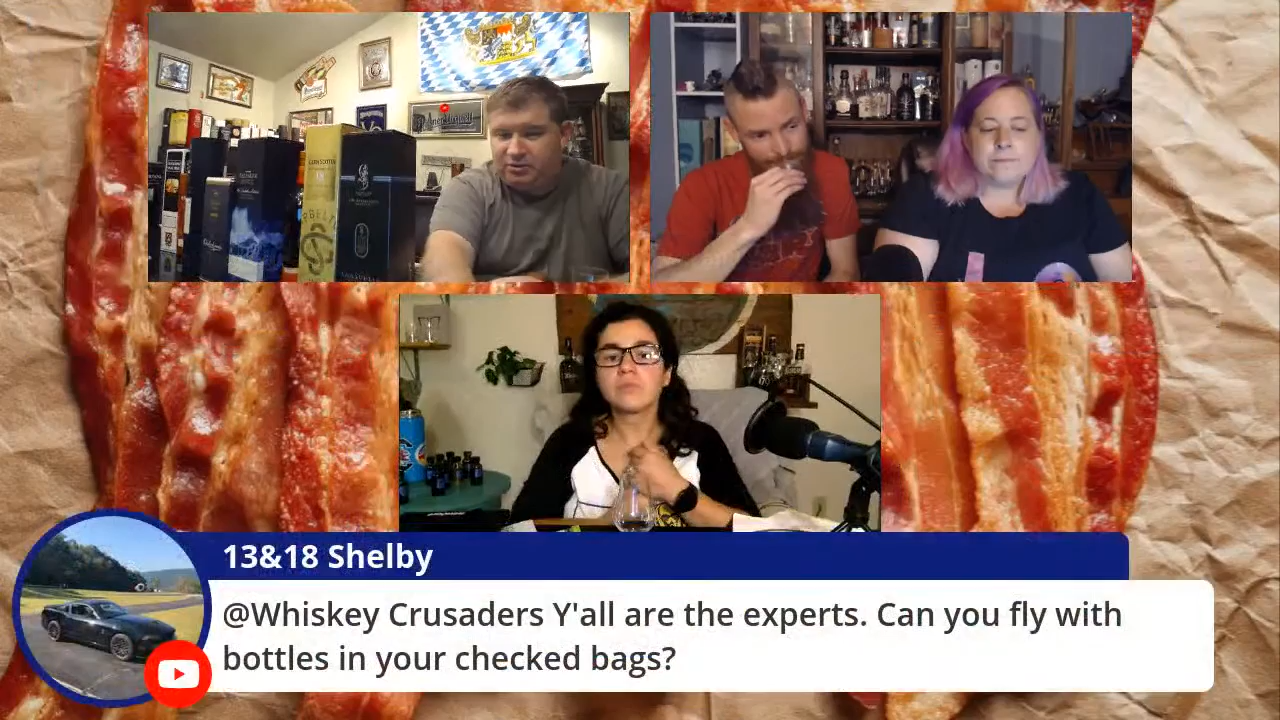 13&18 Shelby
@Whiskey Crusaders Y'all are the experts. Can you fly with
bottles in your checked bags?